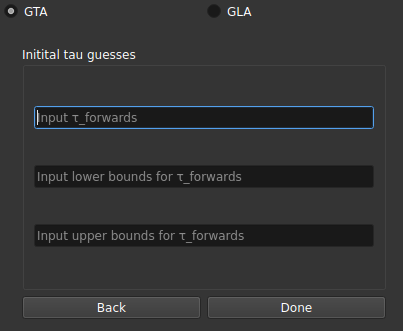 GTA GLA
Initital tau guesses
Input τ_forwards
Input lower bounds for τ_forwards
Input upper bounds for τ_forwards
Back Done